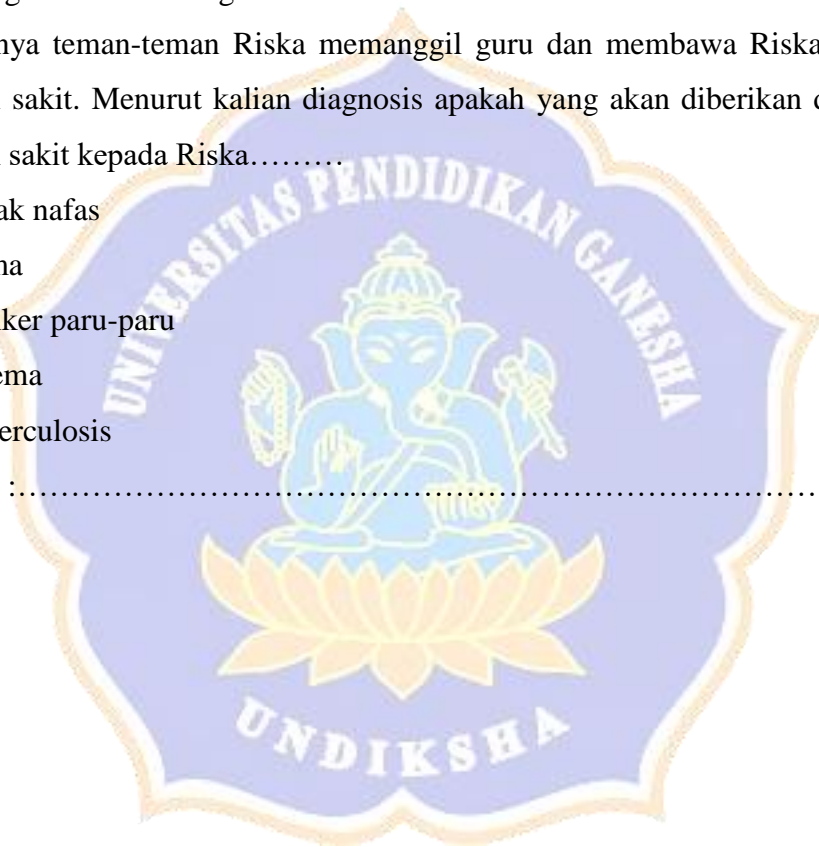 nya teman-teman Riska memanggil guru dan membawa Riska
sakit. Menurut kalian diagnosis apakah yang akan diberikan
sakit kepada Riska………
ak nafas
na
ker paru-paru
ema
erculosis
:……………………………………………………………………
UNIVERSITAS PENDIDIKAN GANESHA
UNDIKSHA